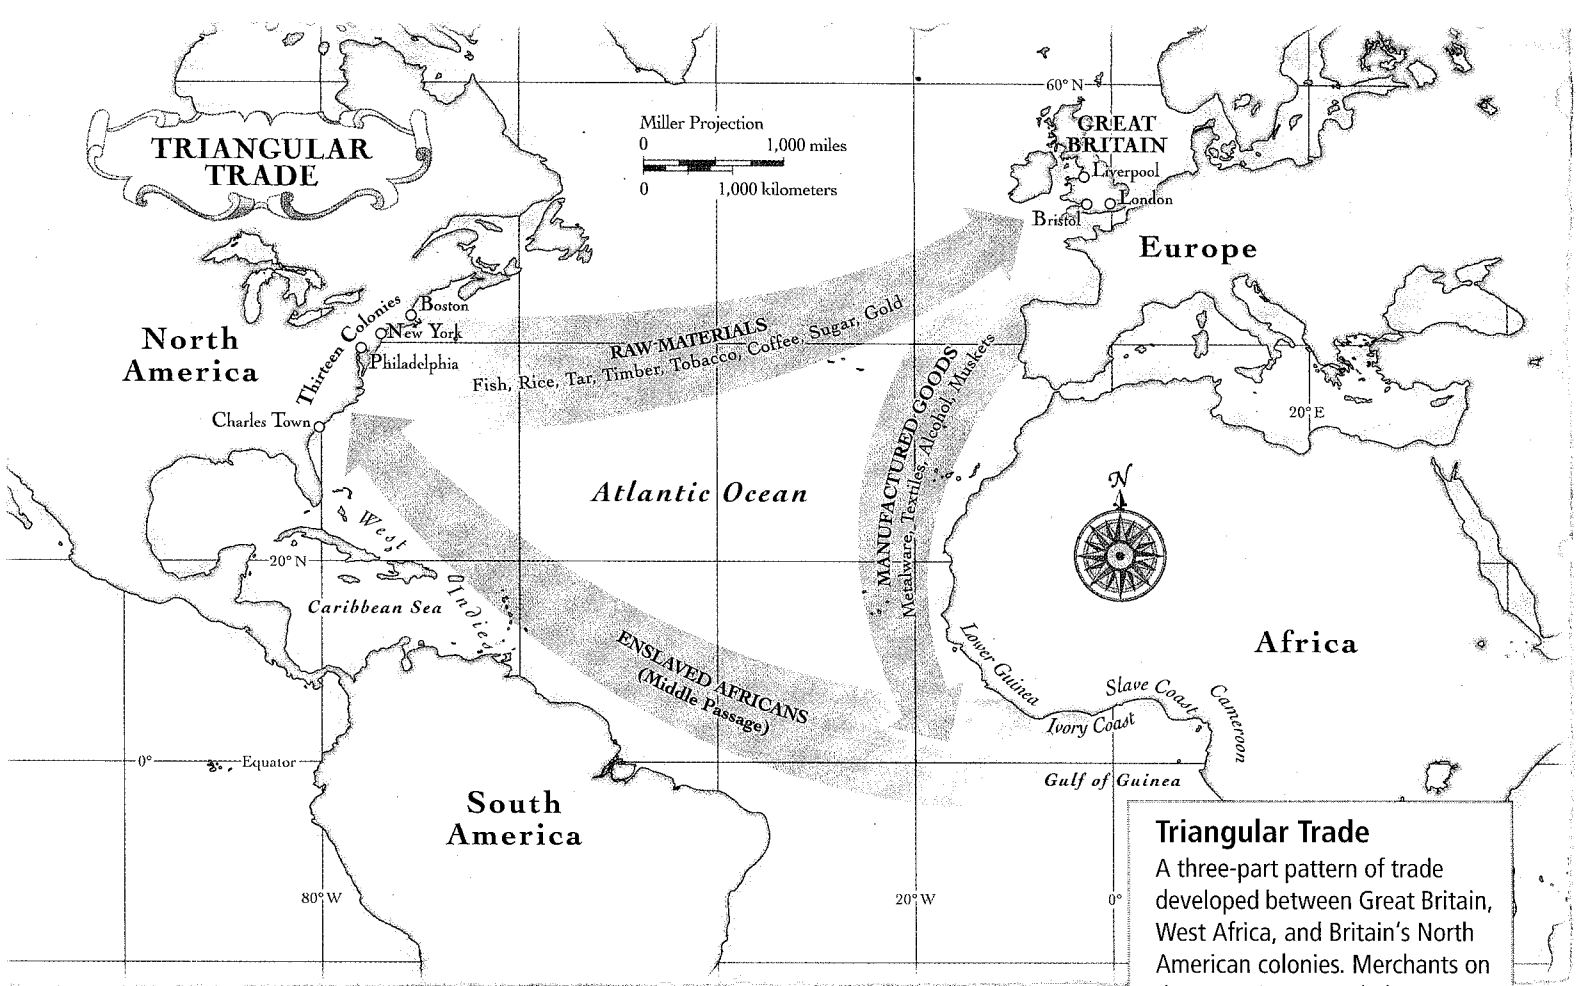 TRIANGULAR
TRADE
Miller Projection
0 1,000 miles
0 1,000 kilometers
60° N
GREAT
BRITAIN
Liverpool
London
Bristol
Europe
North
America
Thirteen Colonies
Boston
New York
Philadelphia
Charles Town
RAW MATERIALS
Fish, Rice, Tar, Timber, Tobacco, Coffee, Sugar, Gold
MANUFACTURED GOODS
Metalware, Textiles, Alcohol, Muskets
20° E
N
Atlantic Ocean
West Indies
20° N
Caribbean Sea
ENSLAVED AFRICANS
(Middle Passage)
Africa
Lower Guinea
Slave Coast
Ivory Coast
Cameroon
0°
Equator
Gulf of Guinea
South
America
80° W
20° W
0°
Triangular Trade
A three-part pattern of trade
developed between Great Britain,
West Africa, and Britain's North
American colonies. Merchants on